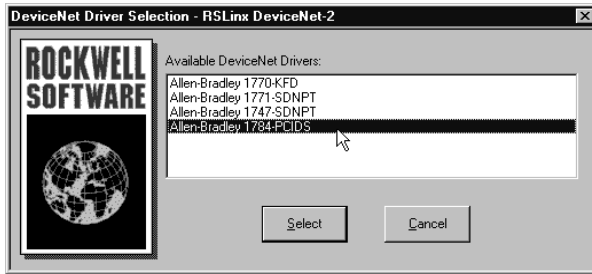 DeviceNet Driver Selection - RSLinx DeviceNet-2
ROCKWELL
SOFTWARE
Available DeviceNet Drivers:
Allen-Bradley 1770-KFD
Allen-Bradley 1771-SDNPT
Allen-Bradley 1747-SDNPT
Allen-Bradley 1784-PCIDS
Select
Cancel